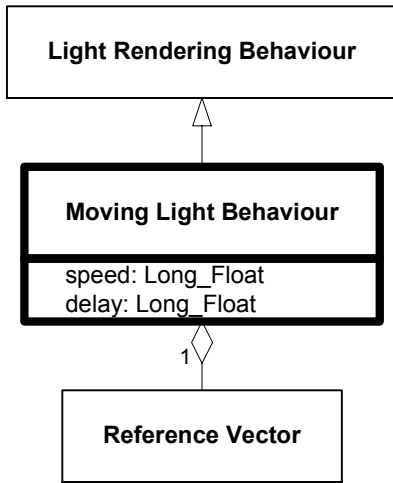 Light Rendering Behaviour
Moving Light Behaviour
speed: Long_Float
delay: Long_Float
1
Reference Vector